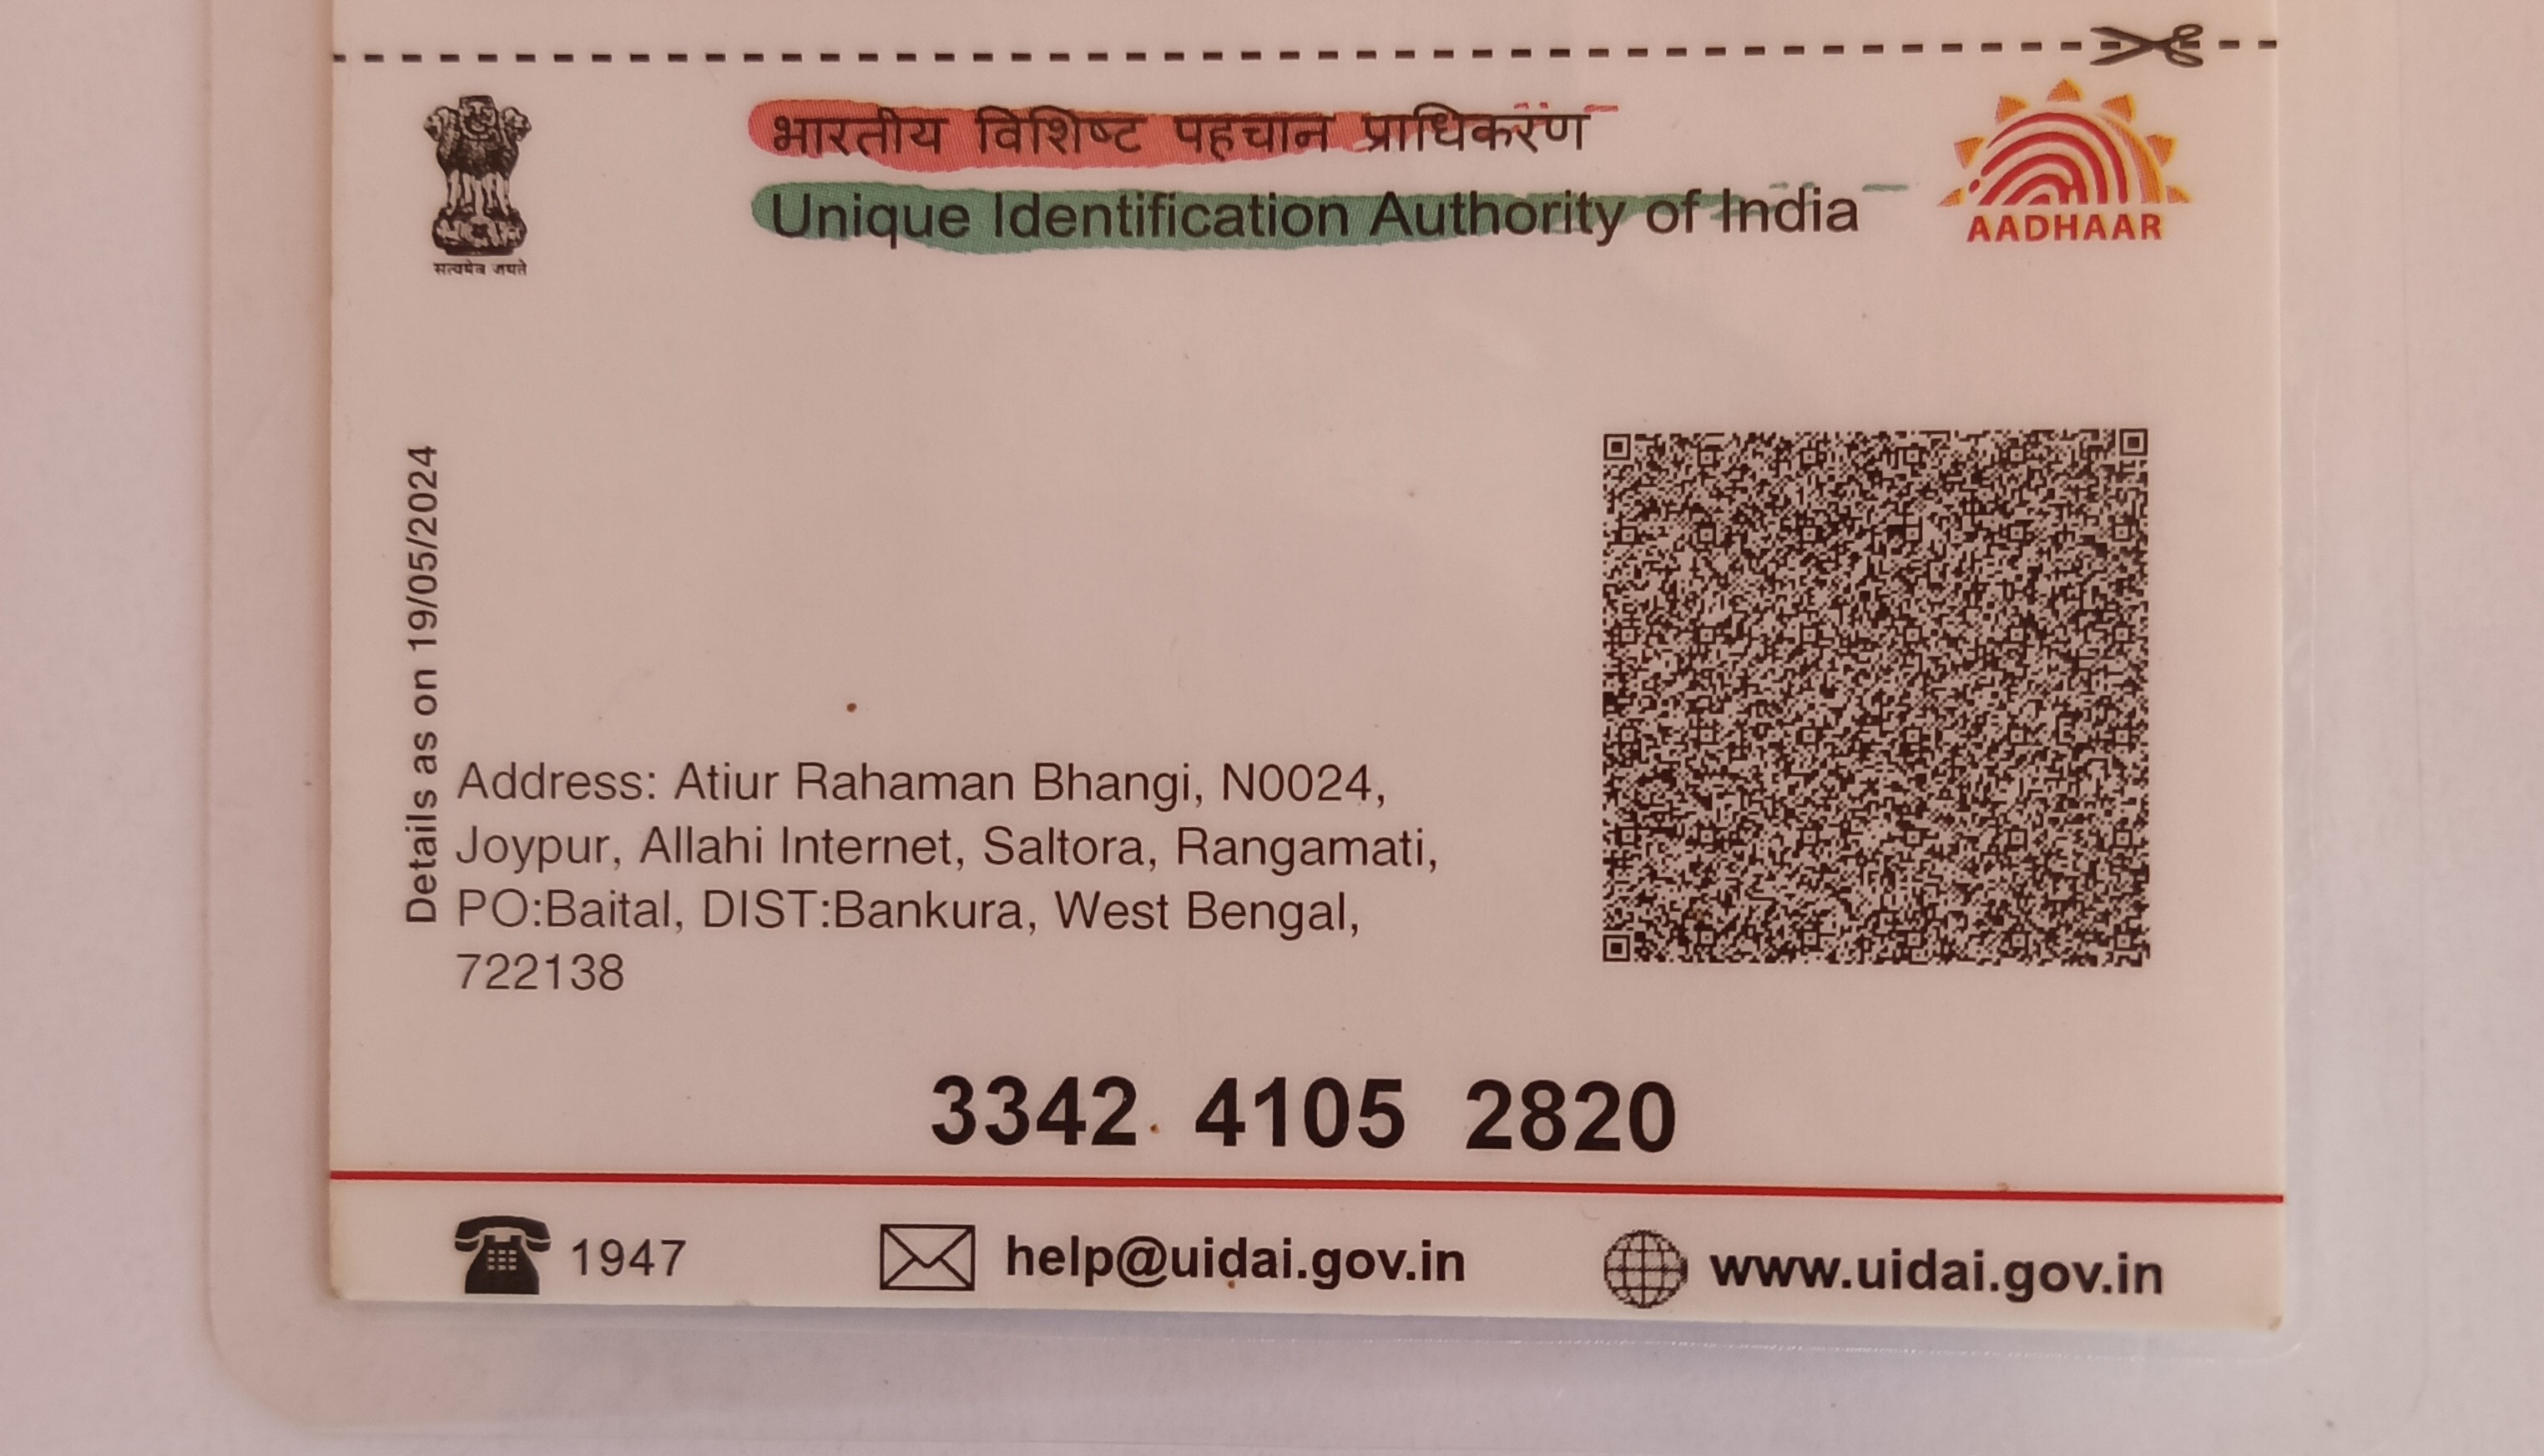 भारतीय विशिष्ट पहचान प्राधिकरण
Unique Identification Authority of India
AADHAAR
सत्यमेव जयते
Details as on 19/05/2024
Address: Atiur Rahaman Bhangi, N0024,
Joypur, Allahi Internet, Saltora, Rangamati,
PO:Baital, DIST:Bankura, West Bengal,
722138
3342 4105 2820
1947
help@uidai.gov.in
www.uidai.gov.in